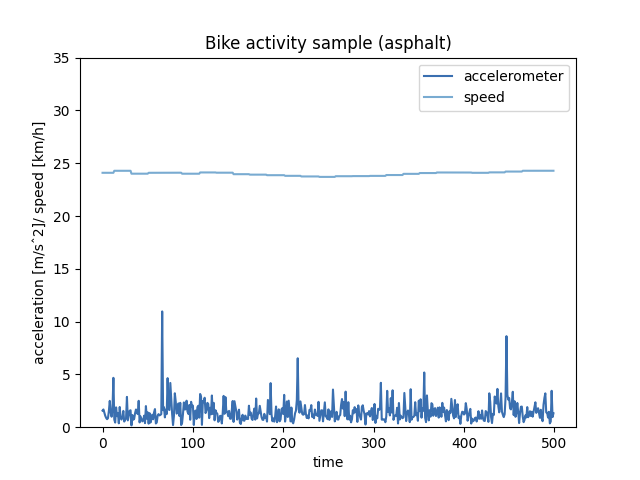 Bike activity sample (asphalt)
accelerometer
speed
acceleration [m/s^2]/ speed [km/h]
35
30
25
20
15
10
5
0
0 100 200 300 400 500
time